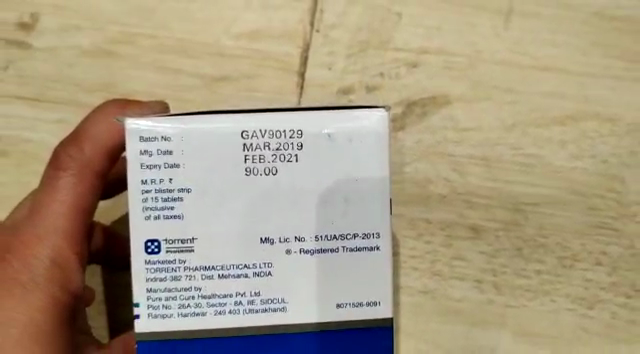 Batch No. : GAV90129
Mfg. Date : MAR.2019
Expiry Date : FEB.2021
M.R.P. ₹ 90.00
per blister strip
of 15 tablets
(inclusive
of all taxes)
torrent
PHARMA
Mfg. Lic. No. : 51/UA/SC/P-2013
® - Registered Trademark
Marketed by
TORRENT PHARMACEUTICALS LTD.
Indrad-382 721, Dist. Mehsana, INDIA.
Manufactured by :
Pure and Cure Healthcare Pvt. Ltd.
Plot No. 26A-30, Sector - 8A, IIE, SIDCUL,
Ranipur, Haridwar - 249 403 (Uttarakhand)
8071526-9091